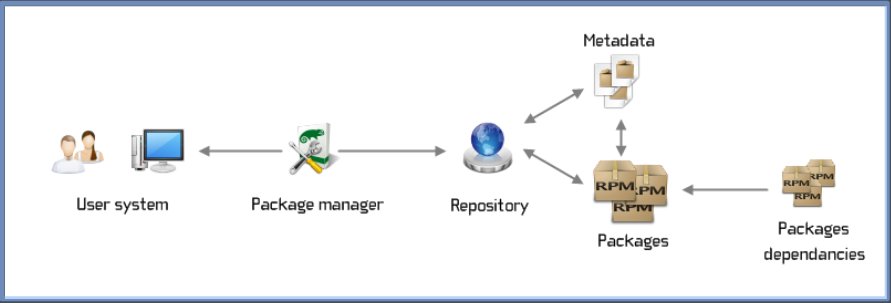 Metadata
User system
Package manager
Repository
RPM
RPM
RPM
Packages
RPM
RPM
RPM
Packages
dependancies